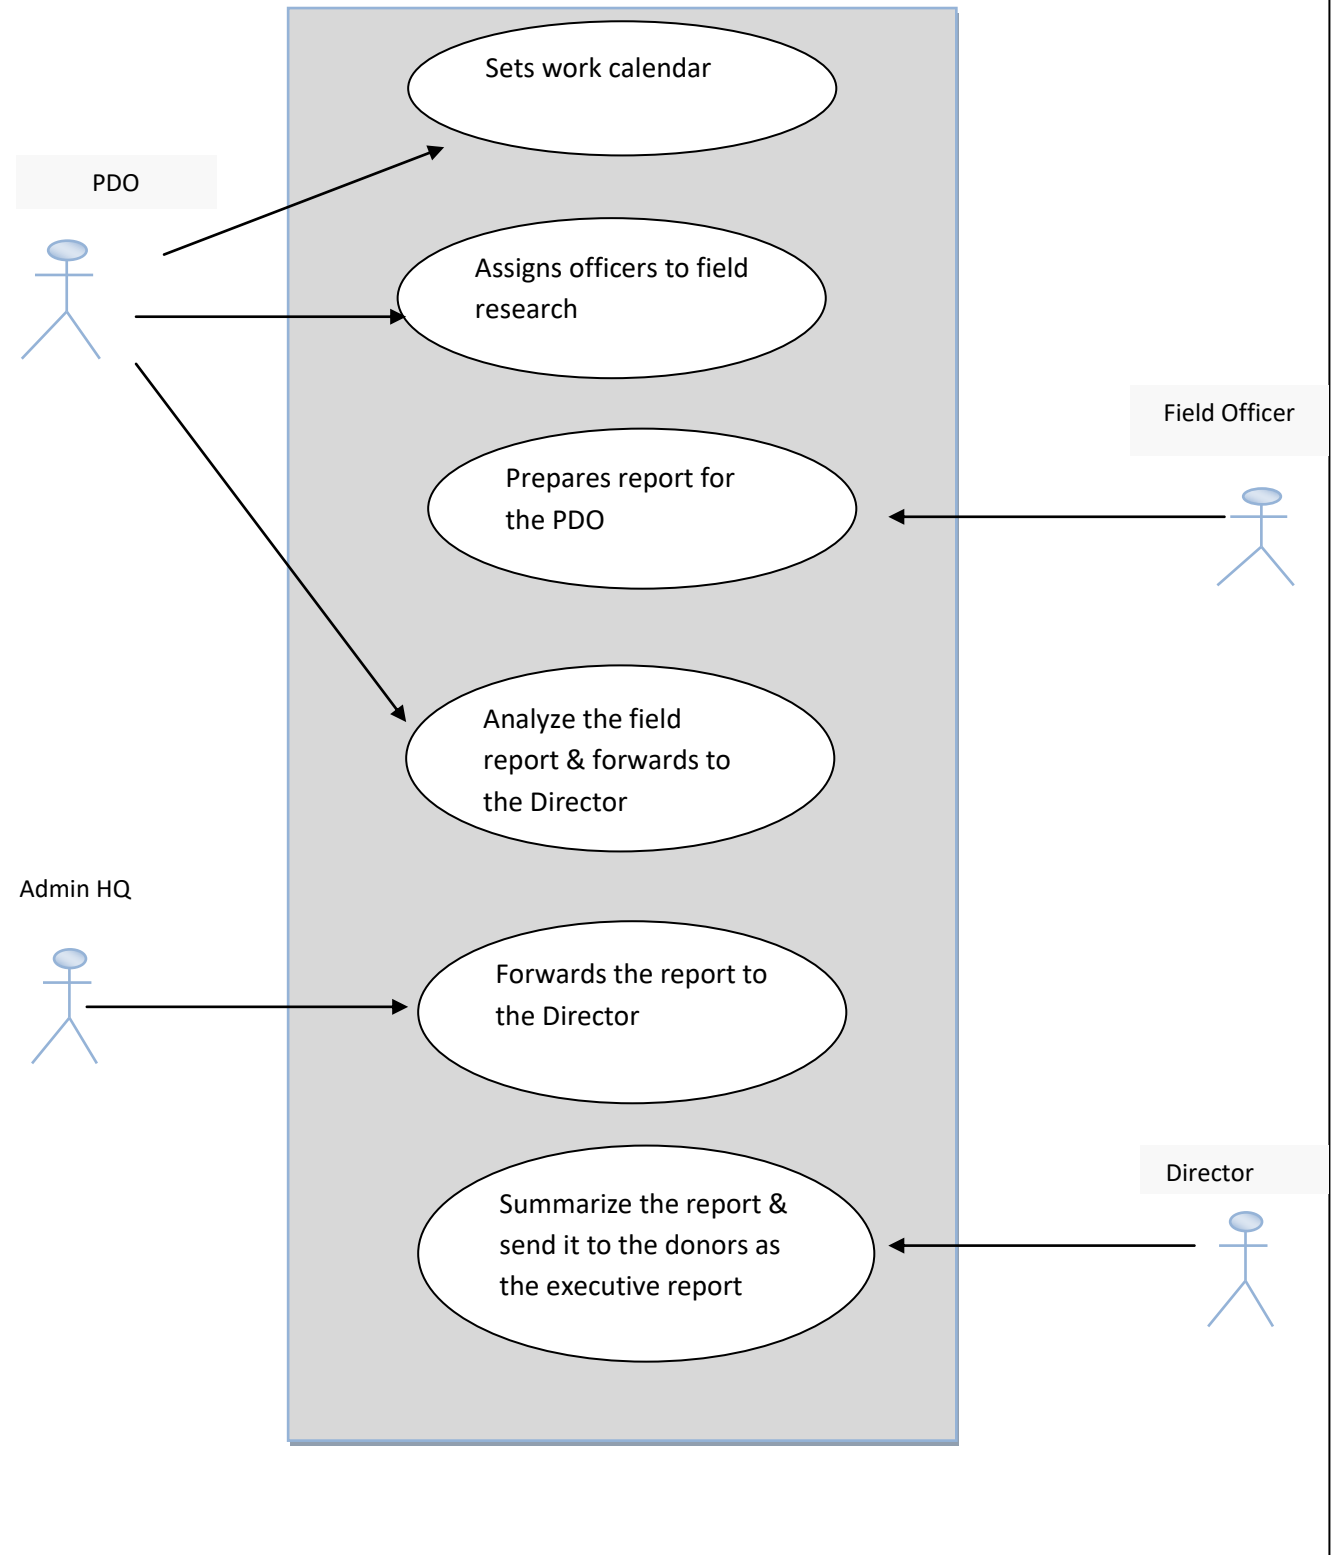 Sets work calendar
PDO
Assigns officers to field
research
Field Officer
Prepares report for
the PDO
Analyze the field
report & forwards to
the Director
Admin HQ
Forwards the report to
the Director
Director
Summarize the report &
send it to the donors as
the executive report